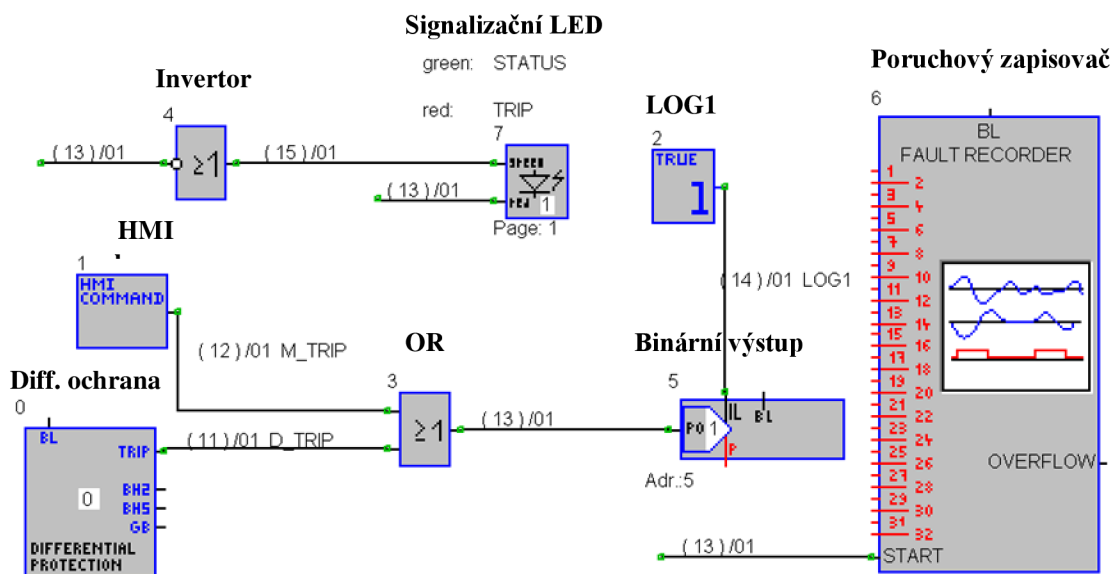 Signalizační LED
green: STATUS
red: TRIP
7
green
red
1
Page: 1
Invertor
4
( 13 )/01
≥1
( 15 )/01
( 13 )/01
LOG1
2
TRUE
1
( 14 )/01 LOG1
Poruchový zapisovač
6
BL
FAULT RECORDER
1
2
3
4
5
6
7
8
9
10
11
12
13
14
15
16
17
18
19
20
21
22
23
24
25
26
27
28
29
30
31
32
OVERFLOW
START
( 13 )/01
HMI
1
HMI
COMMAND
( 12 )/01 M_TRIP
OR
3
≥1
( 13 )/01
Binární výstup
5
PO 1
IL
BL
P
Adr.:5
Diff. ochrana
0
BL
TRIP
( 11 )/01 D_TRIP
0
BH2
BH5
GB
DIFFERENTIAL
PROTECTION